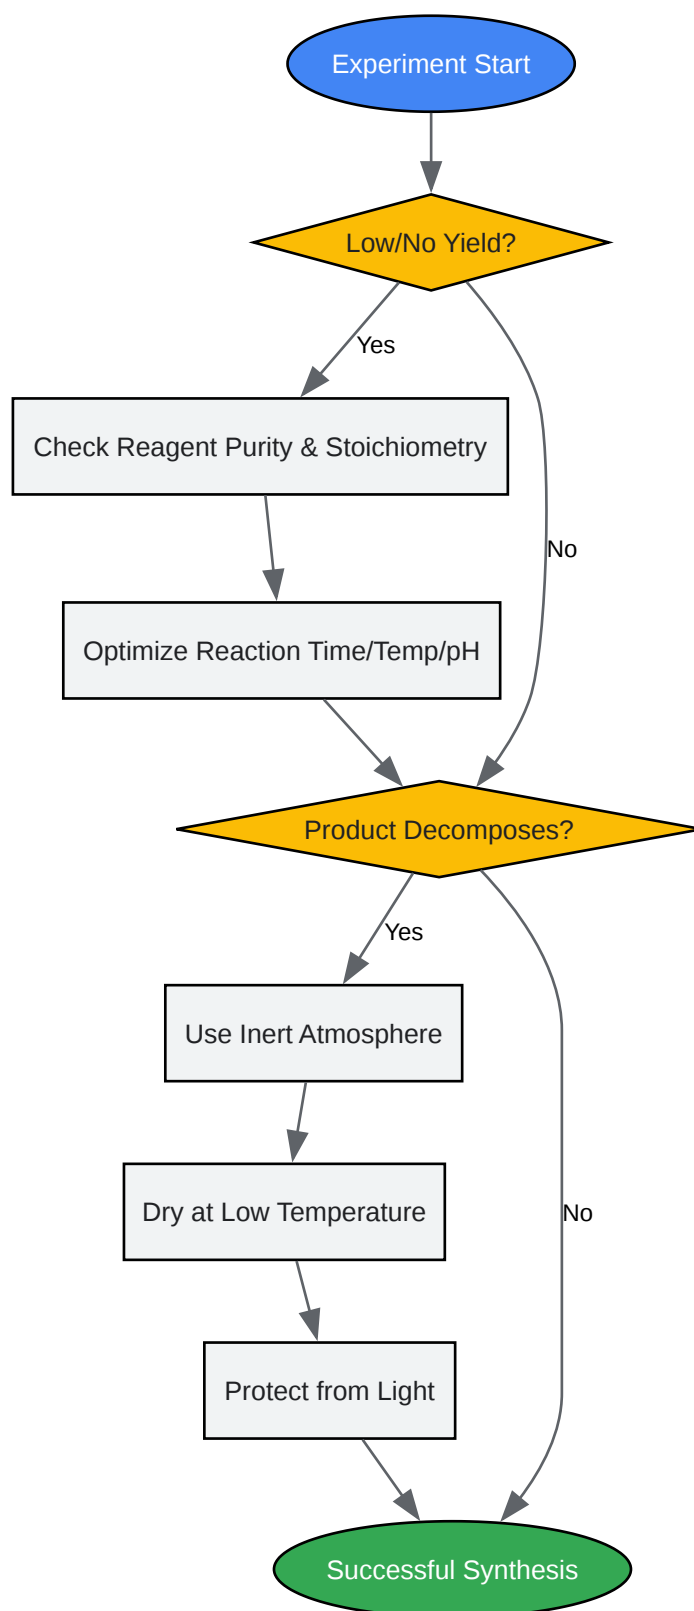 Experiment Start
Low/No Yield?
Yes
Check Reagent Purity & Stoichiometry
No
Optimize Reaction Time/Temp/pH
Product Decomposes?
Yes
Use Inert Atmosphere
Dry at Low Temperature
No
Protect from Light
Successful Synthesis